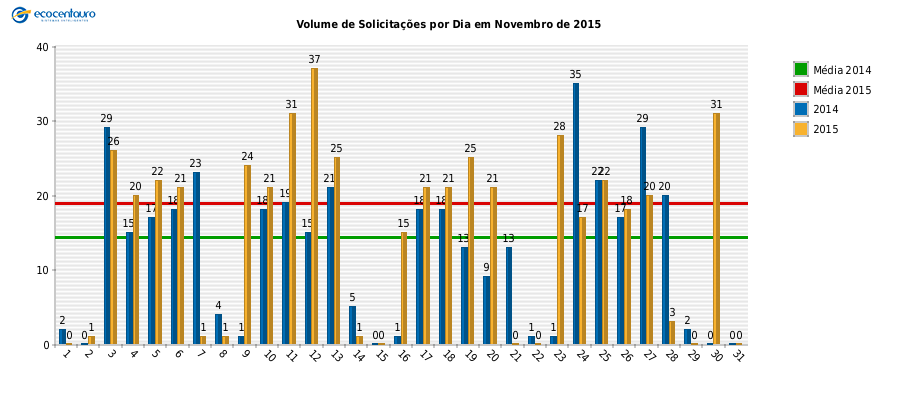 ecocentauro
Volume de Solicitações por Dia em Novembro de 2015
Média 2014
Média 2015
2014
2015
40
30
20
10
0
2 0 0 1 29 26 15 20 17 22 18 21 23 1 4 1 1 24 18 21 19 31 15 37 21 25 5 1 0 0 1 15 18 21 18 21 13 25 9 21 13 0 1 0 1 28 35 17 22 22 17 18 29 20 20 3 2 0 0 31 0 0
1 2 3 4 5 6 7 8 9 10 11 12 13 14 15 16 17 18 19 20 21 22 23 24 25 26 27 28 29 30 31